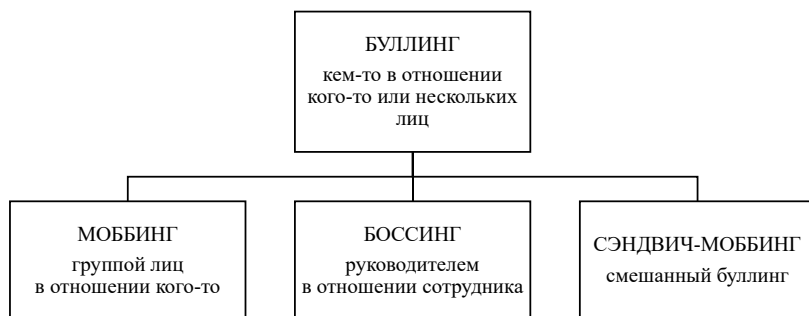 БУЛЛИНГ
кем-то в отношении
кого-то или нескольких
лиц
МОББИНГ
группой лиц
в отношении кого-то
БОССИНГ
руководителем
в отношении сотрудника
СЭНДВИЧ-МОББИНГ
смешанный буллинг